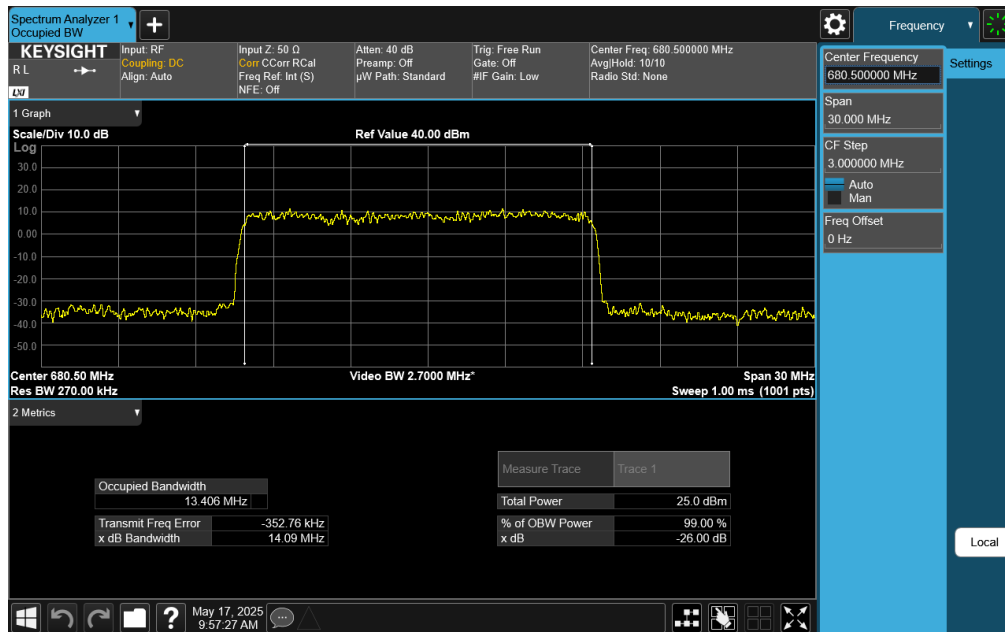 Spectrum Analyzer 1
Occupied BW
Frequency
KEYSIGHT
R L
LXI
Input: RF
Coupling: DC
Align: Auto
Input Z: 50 Ω
Corr CCorr RCal
Freq Ref: Int (S)
NFE: Off
Atten: 40 dB
Preamp: Off
µW Path: Standard
Trig: Free Run
Gate: Off
#IF Gain: Low
Center Freq: 680.500000 MHz
Avg|Hold: 10/10
Radio Std: None
Center Frequency
680.500000 MHz
Settings
Span
30.000 MHz
CF Step
3.000000 MHz
Auto
Man
Freq Offset
0 Hz
Local
1 Graph
Scale/Div 10.0 dB
Ref Value 40.00 dBm
Log
30.0
20.0
10.0
0.00
-10.0
-20.0
-30.0
-40.0
-50.0
Center 680.50 MHz
Video BW 2.7000 MHz*
Span 30 MHz
Res BW 270.00 kHz
Sweep 1.00 ms (1001 pts)
2 Metrics
Measure Trace
Trace 1
Occupied Bandwidth
13.406 MHz
Total Power
25.0 dBm
Transmit Freq Error
-352.76 kHz
% of OBW Power
99.00 %
x dB Bandwidth
14.09 MHz
x dB
-26.00 dB
?
May 17, 2025
9:57:27 AM